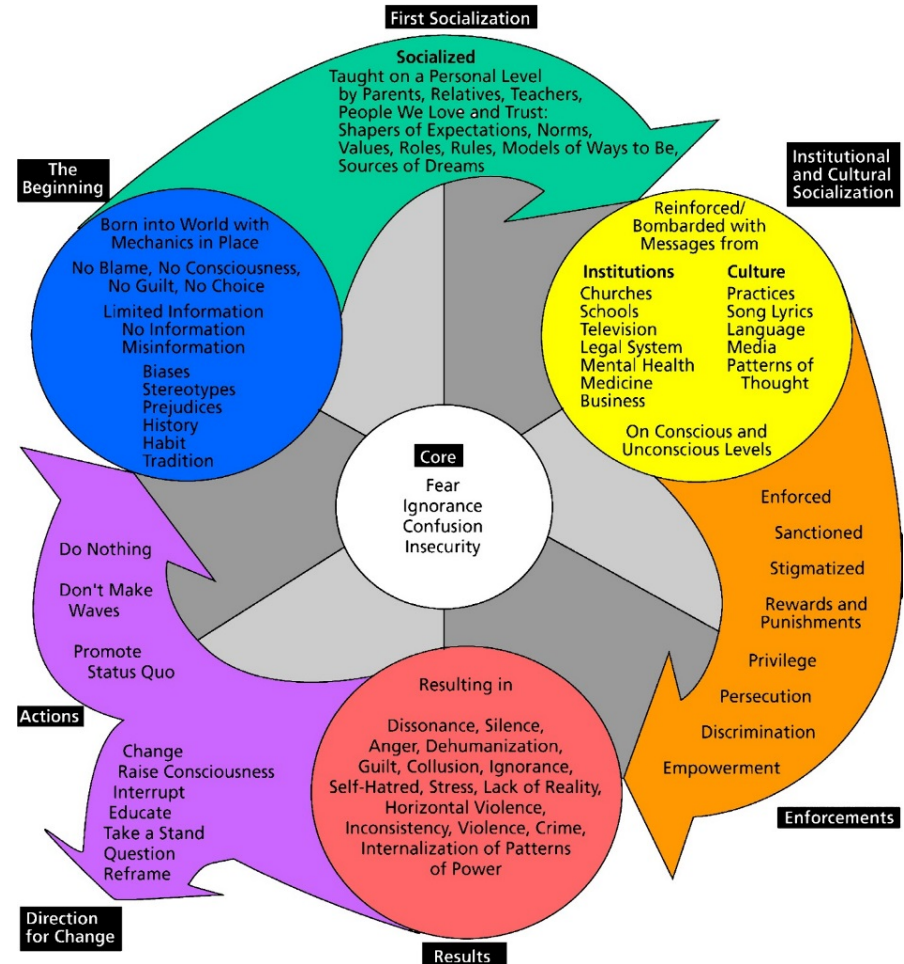 First Socialization
Socialized
Taught on a Personal Level
by Parents, Relatives, Teachers,
People We Love and Trust:
Shapers of Expectations, Norms,
Values, Roles, Rules, Models of Ways to Be,
Sources of Dreams
The
Beginning
Born into World with
Mechanics in Place
No Blame, No Consciousness,
No Guilt, No Choice
Limited Information
No Information
Misinformation
Biases
Stereotypes
Prejudices
History
Habit
Tradition
Institutional
and Cultural
Socialization
Reinforced/
Bombarded with
Messages from
Institutions
Churches
Schools
Television
Legal System
Mental Health
Medicine
Business
Culture
Practices
Song Lyrics
Language
Media
Patterns of
Thought
On Conscious and
Unconscious Levels
Core
Fear
Ignorance
Confusion
Insecurity
Enforced
Sanctioned
Stigmatized
Rewards and
Punishments
Privilege
Persecution
Discrimination
Empowerment
Enforcements
Resulting in
Dissonance, Silence,
Anger, Dehumanization,
Guilt, Collusion, Ignorance,
Self-Hatred, Stress, Lack of Reality,
Horizontal Violence,
Inconsistency, Violence, Crime,
Internalization of Patterns
of Power
Results
Do Nothing
Don't Make
Waves
Promote
Status Quo
Actions
Change
Raise Consciousness
Interrupt
Educate
Take a Stand
Question
Reframe
Direction
for Change